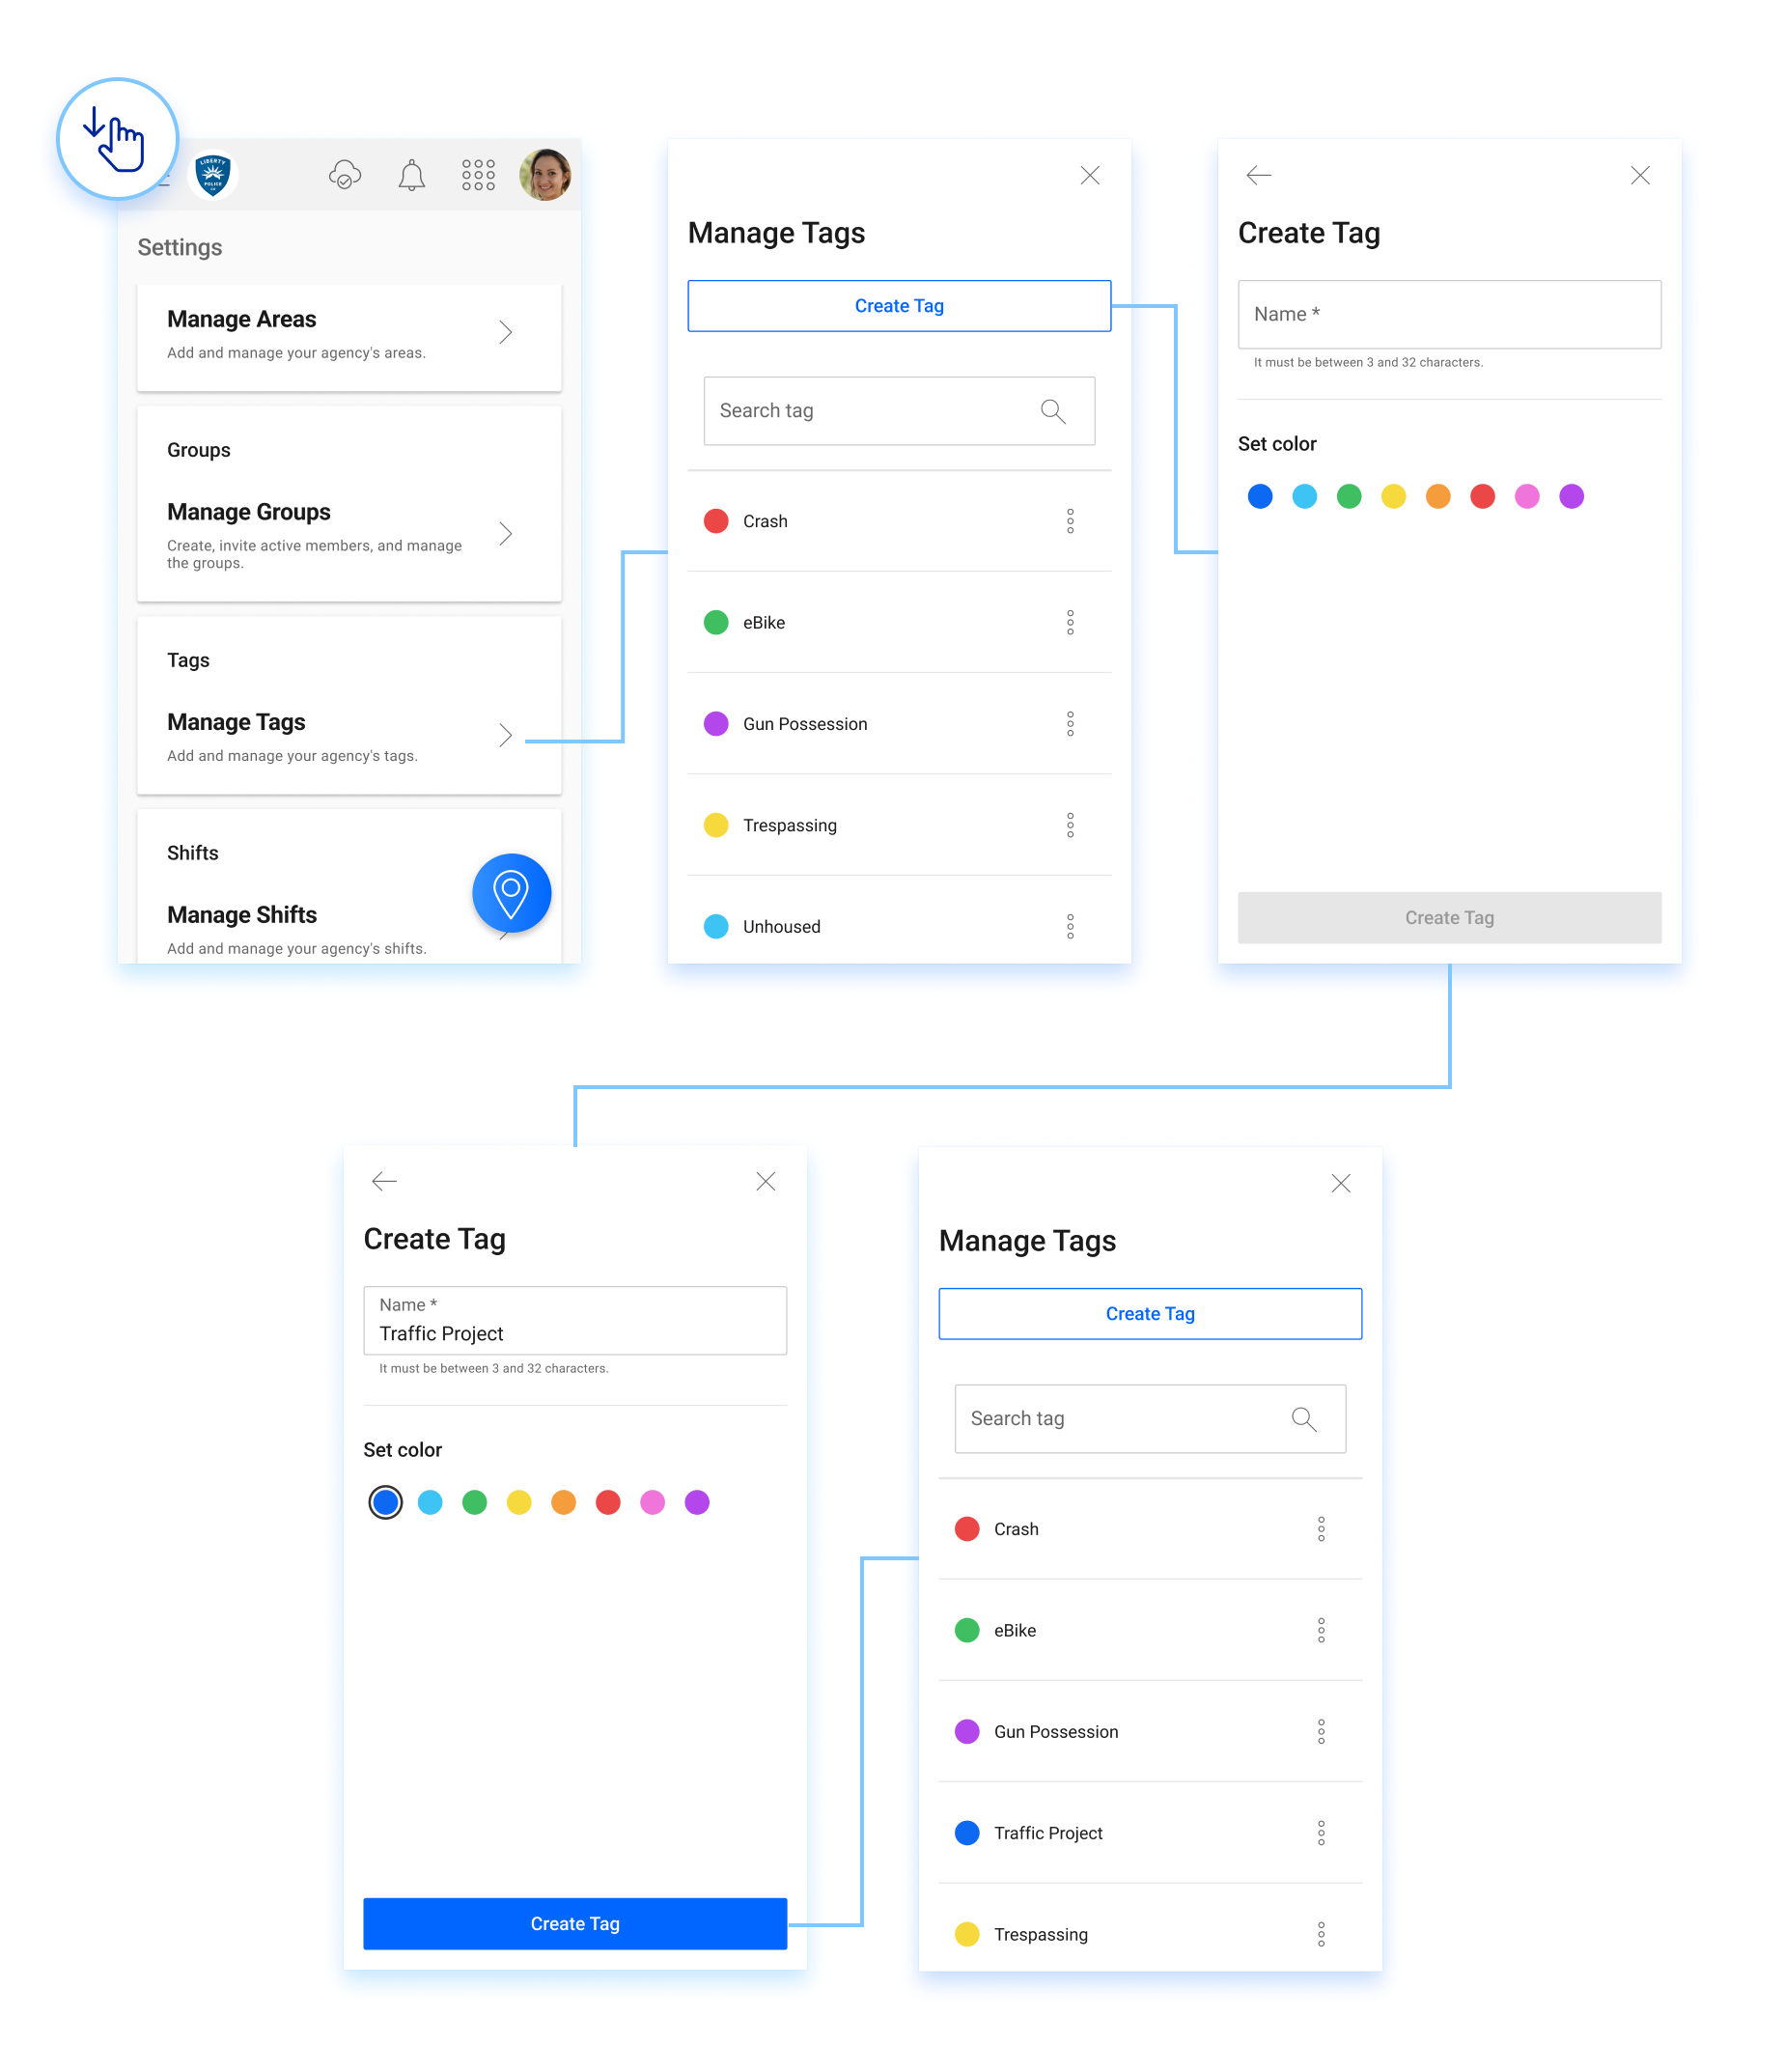 LIBERTY
POLICE
Settings
Manage Areas
Add and manage your agency's areas.
Groups
Manage Groups
Create, invite active members, and manage
the groups.
Tags
Manage Tags
Add and manage your agency's tags.
Shifts
Manage Shifts
Add and manage your agency's shifts.
Manage Tags
Create Tag
Search tag
Crash
eBike
Gun Possession
Trespassing
Unhoused
Create Tag
Name *
It must be between 3 and 32 characters.
Set color
Create Tag
Create Tag
Name *
Traffic Project
It must be between 3 and 32 characters.
Set color
Create Tag
Manage Tags
Create Tag
Search tag
Crash
eBike
Gun Possession
Traffic Project
Trespassing